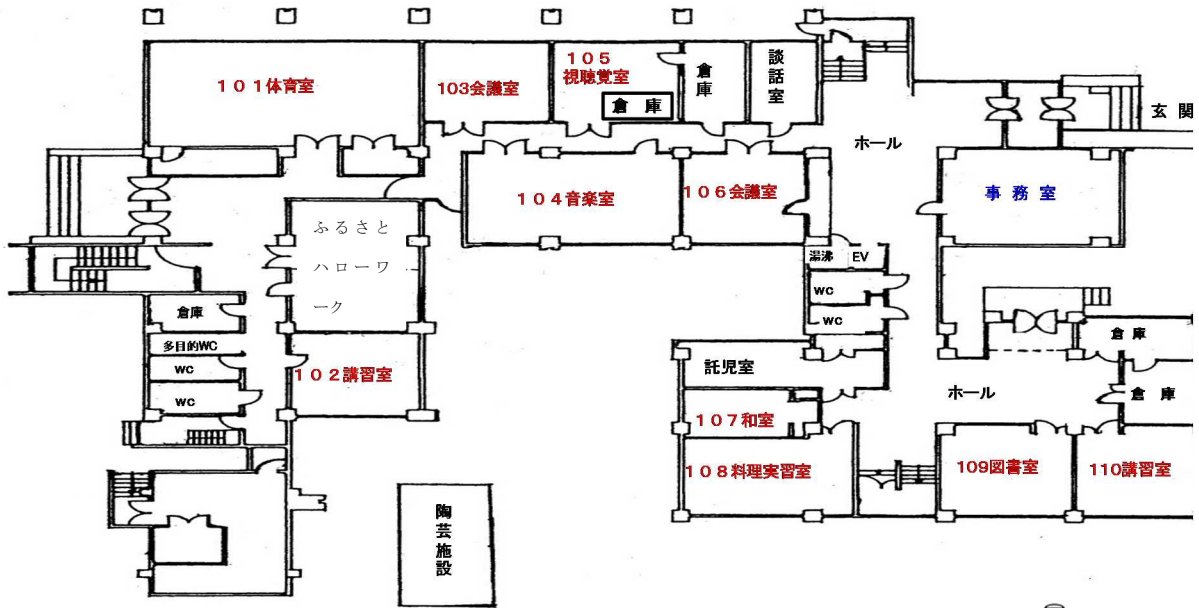 101体育室
103会議室
105
視聴覚室
倉庫
倉庫
談話室
ホール
玄関
104音楽室
106会議室
事務室
ふるさと
ハローワ
ーク
湯沸
EV
WC
WC
倉庫
多目的WC
WC
WC
102講習室
託児室
107和室
108料理実習室
ホール
倉庫
倉庫
109図書室
110講習室
陶芸施設